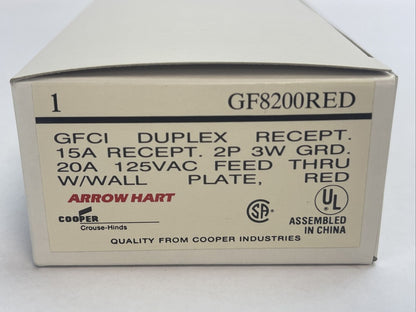 1 GF8200RED
GFCI DUPLEX RECEPT.
15A RECEPT. 2P 3W GRD.
20A 125VAC FEED THRU
W/WALL PLATE, RED
ARROW HART
COOPER
Crouse-Hinds
SA
UL
ASSEMBLED
IN CHINA
QUALITY FROM COOPER INDUSTRIES